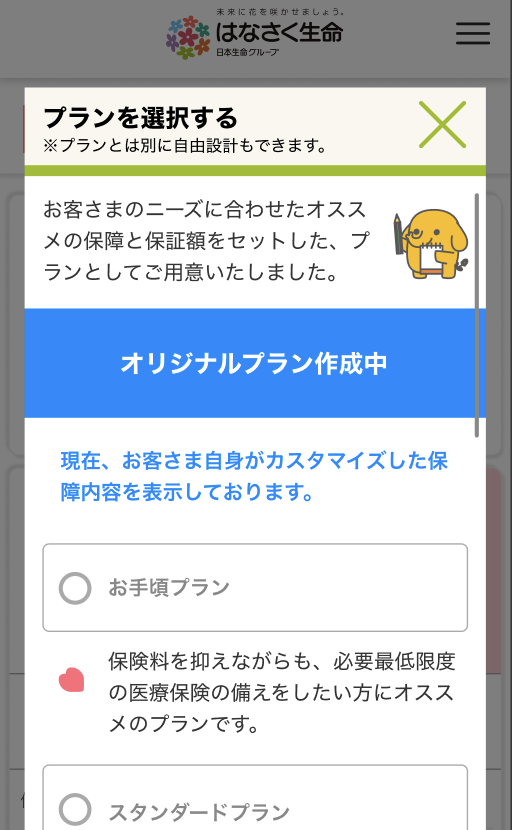 未来に花を咲かせましょう。
はなさく生命
日本生命グループ
プランを選択する
※プランとは別に自由設計もできます。
お客さまのニーズに合わせたオスス
メの保障と保証額をセットした、プ
ランとしてご用意いたしました。
オリジナルプラン作成中
現在、お客さま自身がカスタマイズした保
障内容を表示しております。
お手頃プラン
保険料を抑えながらも、必要最低限度
の医療保険の備えをしたい方にオスス
メのプランです。
スタンダードプラン